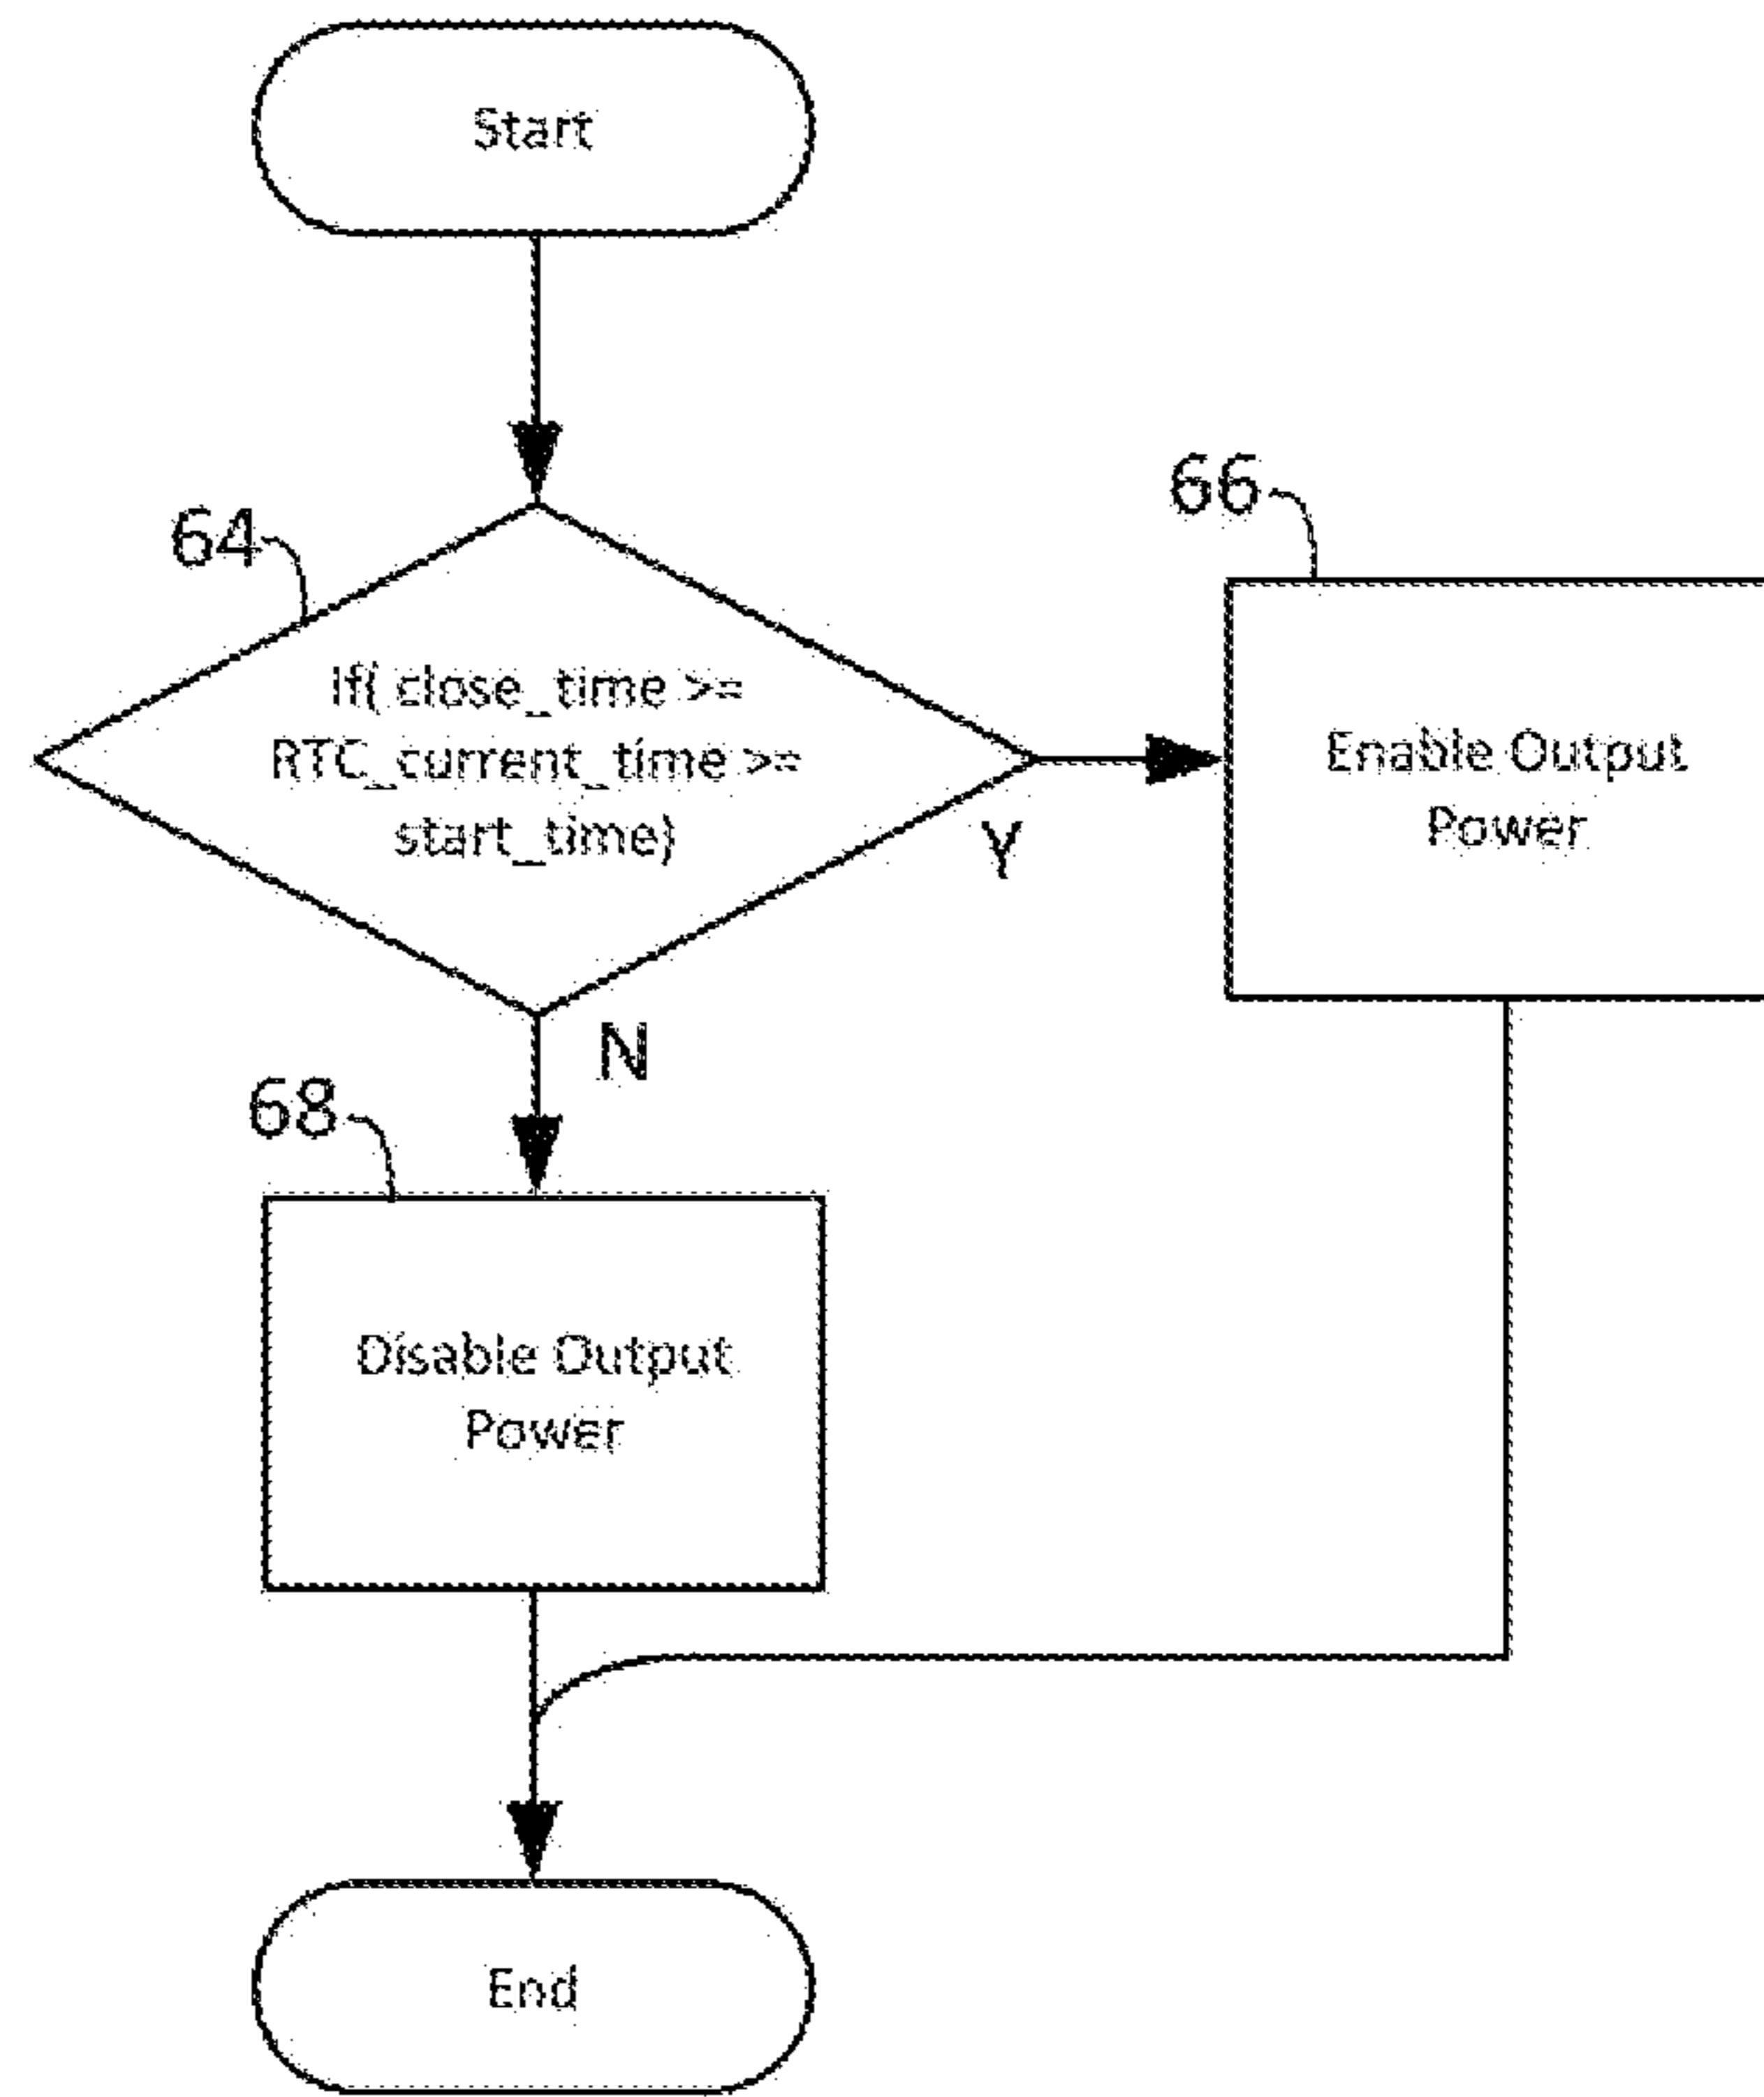 Start
64
If( close_time >=
RTC_current_time >=
start_time)
Y
66
Enable Output
Power
N
68
Disable Output
Power
End